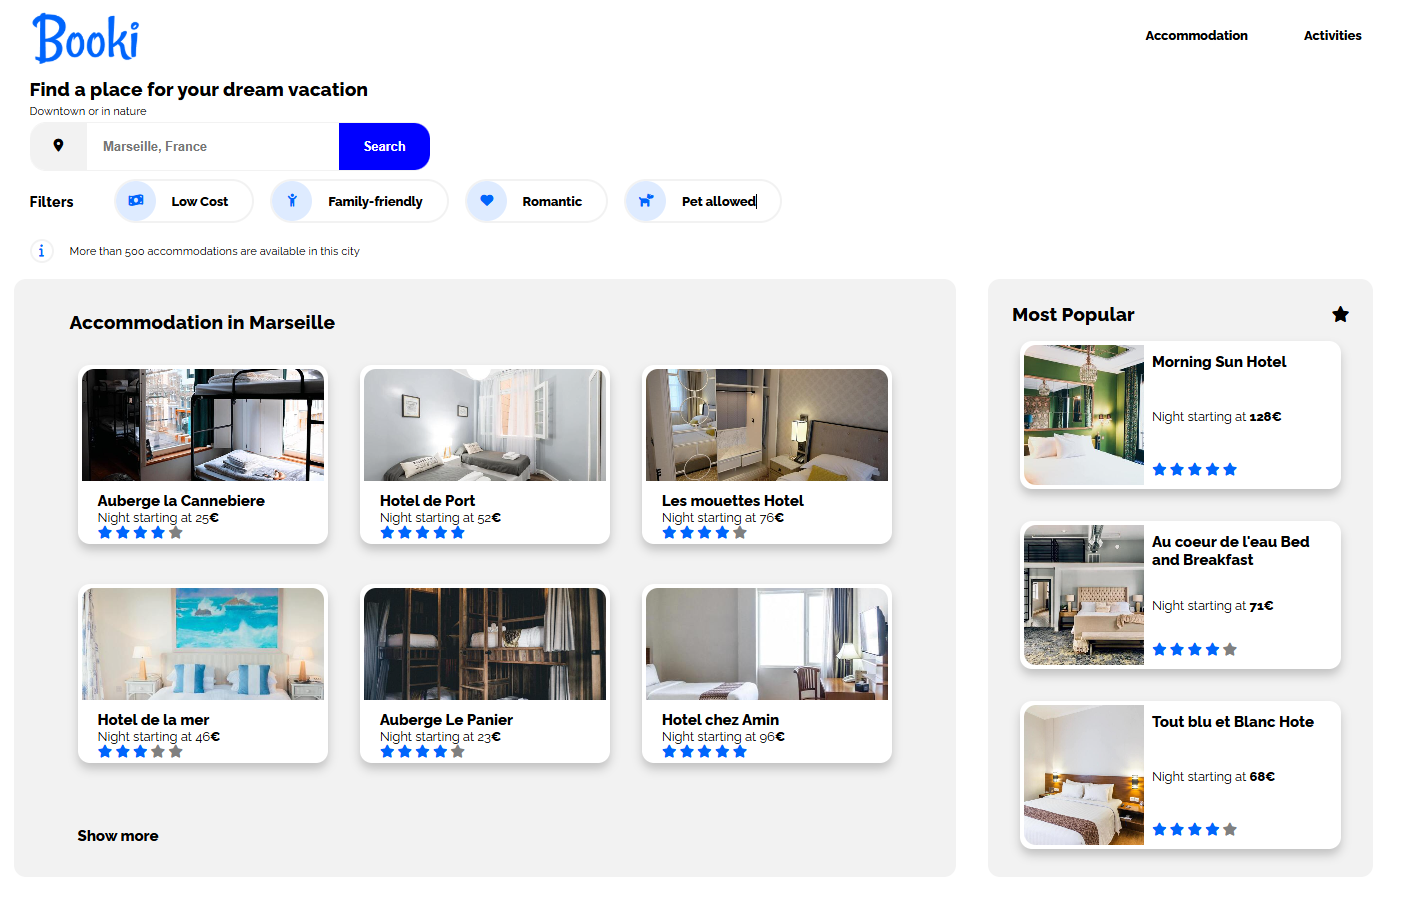 Booki
Accommodation
Activities
Find a place for your dream vacation
Downtown or in nature
Marseille, France
Search
Filters
Low Cost
Family-friendly
Romantic
Pet allowed
More than 500 accommodations are available in this city
Accommodation in Marseille
Auberge la Cannebiere
Night starting at 25€
Hotel de Port
Night starting at 52€
Les mouettes Hotel
Night starting at 76€
Hotel de la mer
Night starting at 46€
Auberge Le Panier
Night starting at 23€
Hotel chez Amin
Night starting at 96€
Show more
Most Popular
Morning Sun Hotel
Night starting at 128€
Au coeur de l'eau Bed
and Breakfast
Night starting at 71€
Tout blu et Blanc Hote
Night starting at 68€